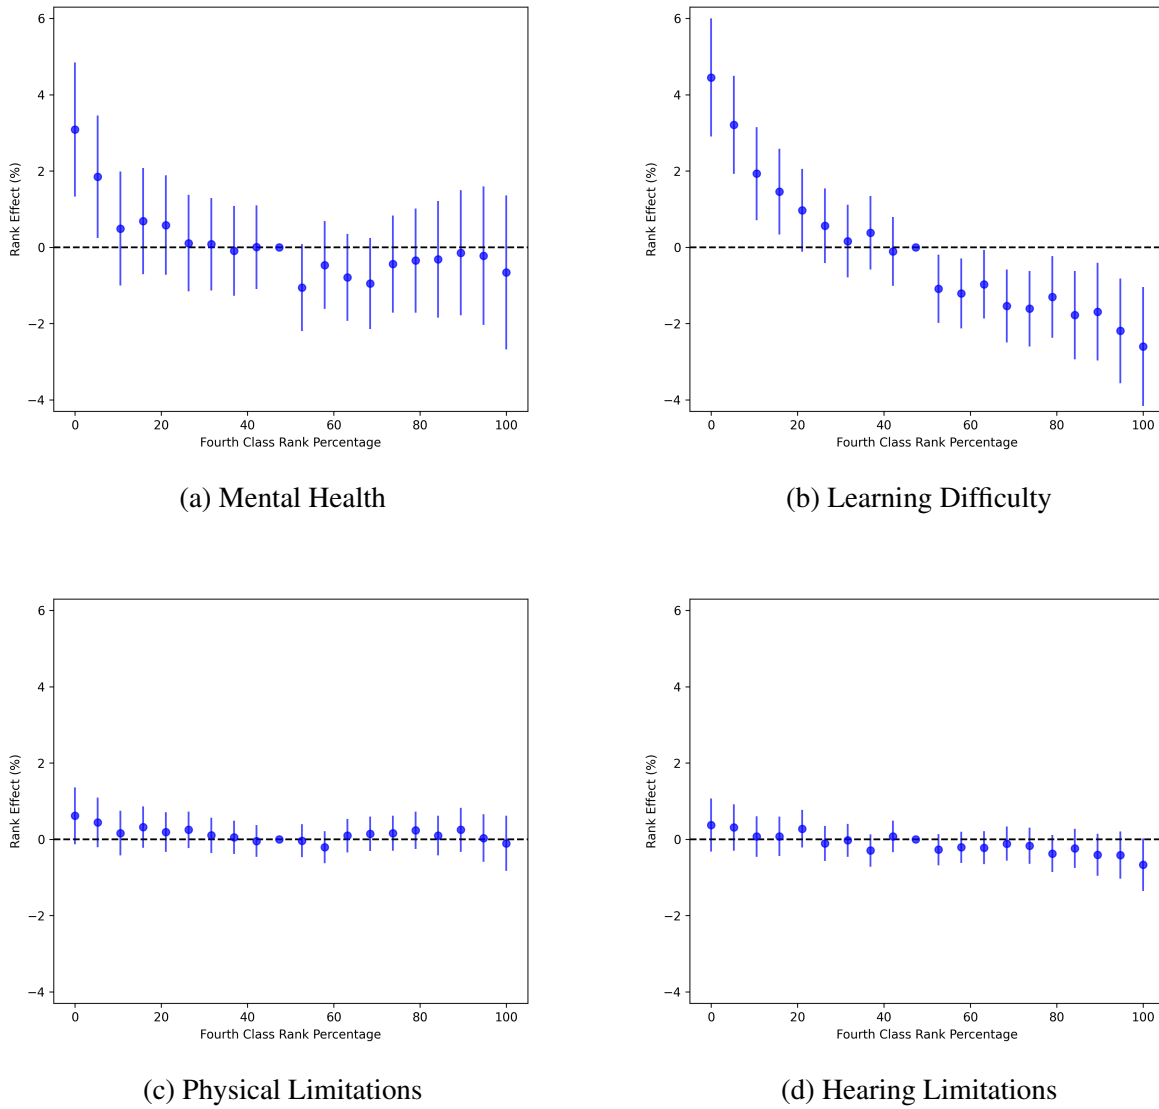 6
4
2
0
−2
−4
Rank Effect (%)
0 20 40 60 80 100
Fourth Class Rank Percentage
(a) Mental Health
6
4
2
0
−2
−4
Rank Effect (%)
0 20 40 60 80 100
Fourth Class Rank Percentage
(b) Learning Difficulty
6
4
2
0
−2
−4
Rank Effect (%)
0 20 40 60 80 100
Fourth Class Rank Percentage
(c) Physical Limitations
6
4
2
0
−2
−4
Rank Effect (%)
0 20 40 60 80 100
Fourth Class Rank Percentage
(d) Hearing Limitations